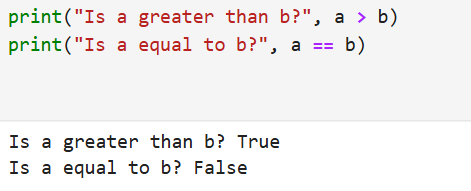 print("Is a greater than b?", a > b)
print("Is a equal to b?", a == b)
Is a greater than b? True
Is a equal to b? False